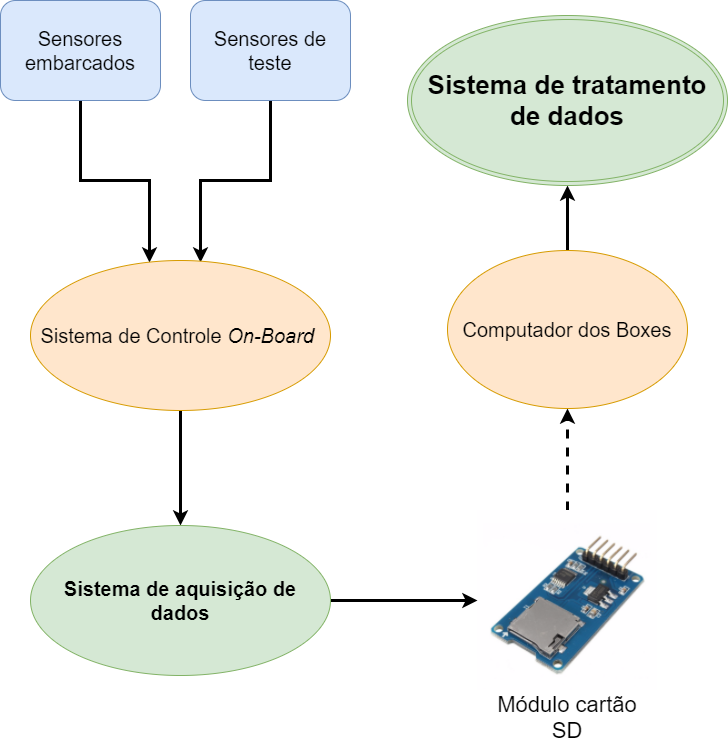 Sensores
embarcados
Sensores de
teste
Sistema de tratamento
de dados
Sistema de Controle On-Board
Computador dos Boxes
Sistema de aquisição de
dados
Módulo cartão
SD